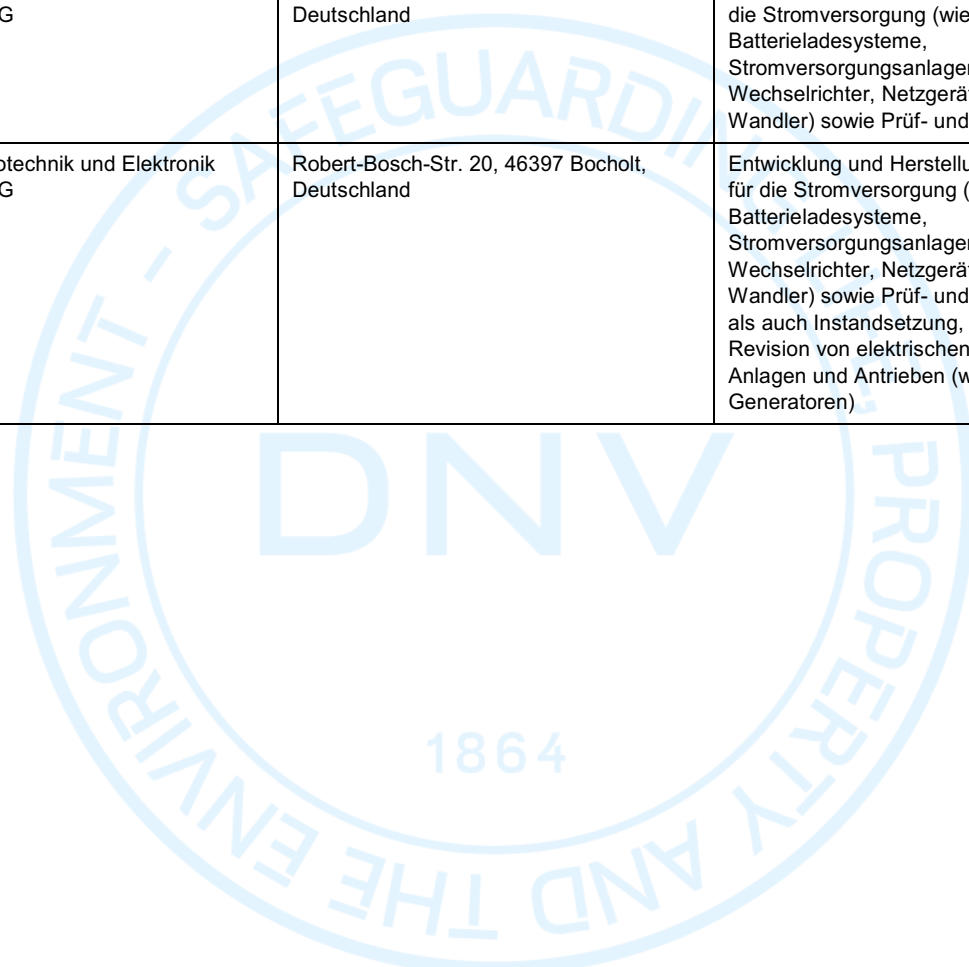 G
Deutschland
die Stromversorgung (wie
Batterieladesysteme,
Stromversorgungsanlagen
Wechselrichter, Netzgerät
Wandler) sowie Prüf- und
otechnik und Elektronik
G
Robert-Bosch-Str. 20, 46397 Bocholt,
Deutschland
Entwicklung und Herstellu
für die Stromversorgung (
Batterieladesysteme,
Stromversorgungsanlagen
Wechselrichter, Netzgerät
Wandler) sowie Prüf- und
als auch Instandsetzung,
Revision von elektrischen
Anlagen und Antrieben (w
Generatoren)
SAFEGUARDING LIFE, PROPERTY AND THE ENVIRONMENT -
DNV
1864